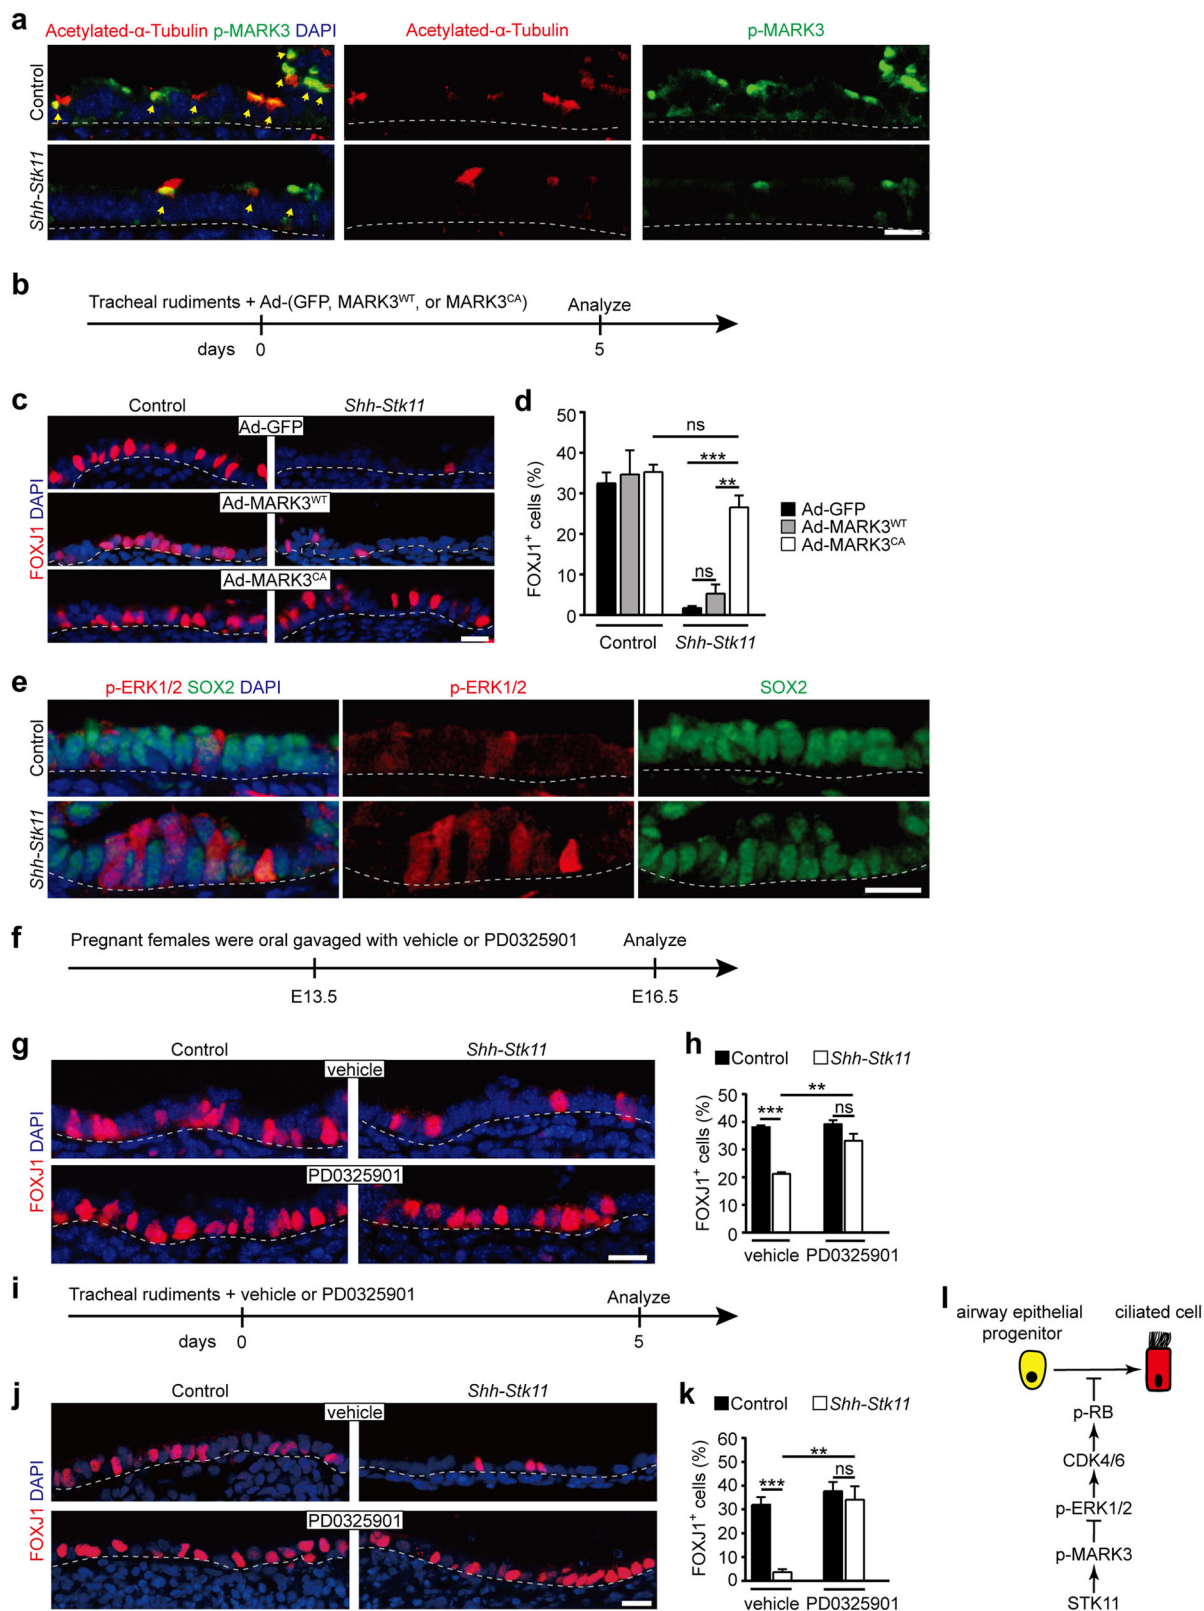 a
Acetylated-α-Tubulin p-MARK3 DAPI
Acetylated-α-Tubulin
p-MARK3
Control
Shh-Stk11
b
Tracheal rudiments + Ad-(GFP, MARK3WT, or MARK3CA)
Analyze
days 0 5
c
Control
Shh-Stk11
Ad-GFP
Ad-MARK3WT
Ad-MARK3CA
FOXJ1 DAPI
d
FOXJ1+ cells (%)
50
40
30
20
10
0
ns
***
**
ns
Control
Shh-Stk11
Ad-GFP
Ad-MARK3WT
Ad-MARK3CA
e
p-ERK1/2 SOX2 DAPI
p-ERK1/2
SOX2
Control
Shh-Stk11
f
Pregnant females were oral gavaged with vehicle or PD0325901
Analyze
E13.5
E16.5
g
Control
Shh-Stk11
vehicle
PD0325901
FOXJ1 DAPI
h
Control
Shh-Stk11
FOXJ1+ cells (%)
50
40
30
20
10
0
**
***
ns
vehicle PD0325901
i
Tracheal rudiments + vehicle or PD0325901
Analyze
days 0 5
j
Control
Shh-Stk11
vehicle
PD0325901
FOXJ1 DAPI
k
Control
Shh-Stk11
FOXJ1+ cells (%)
60
50
40
30
20
10
0
**
***
ns
vehicle PD0325901
l
airway epithelial
progenitor
ciliated cell
p-RB
CDK4/6
p-ERK1/2
p-MARK3
STK11